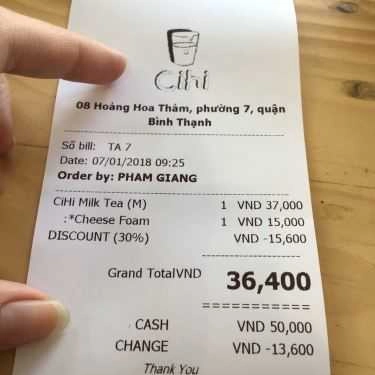 Cihi
08 Hoàng Hoa Thám, phường 7, quận
Bình Thạnh
Số bill: TA 7
Date: 07/01/2018 09:25
Order by: PHAM GIANG
CiHi Milk Tea (M) 1 VND 37,000
:*Cheese Foam 1 VND 15,000
DISCOUNT (30%) VND -15,600
Grand TotalVND 36,400
===========
CASH VND 50,000
CHANGE VND -13,600
Thank You